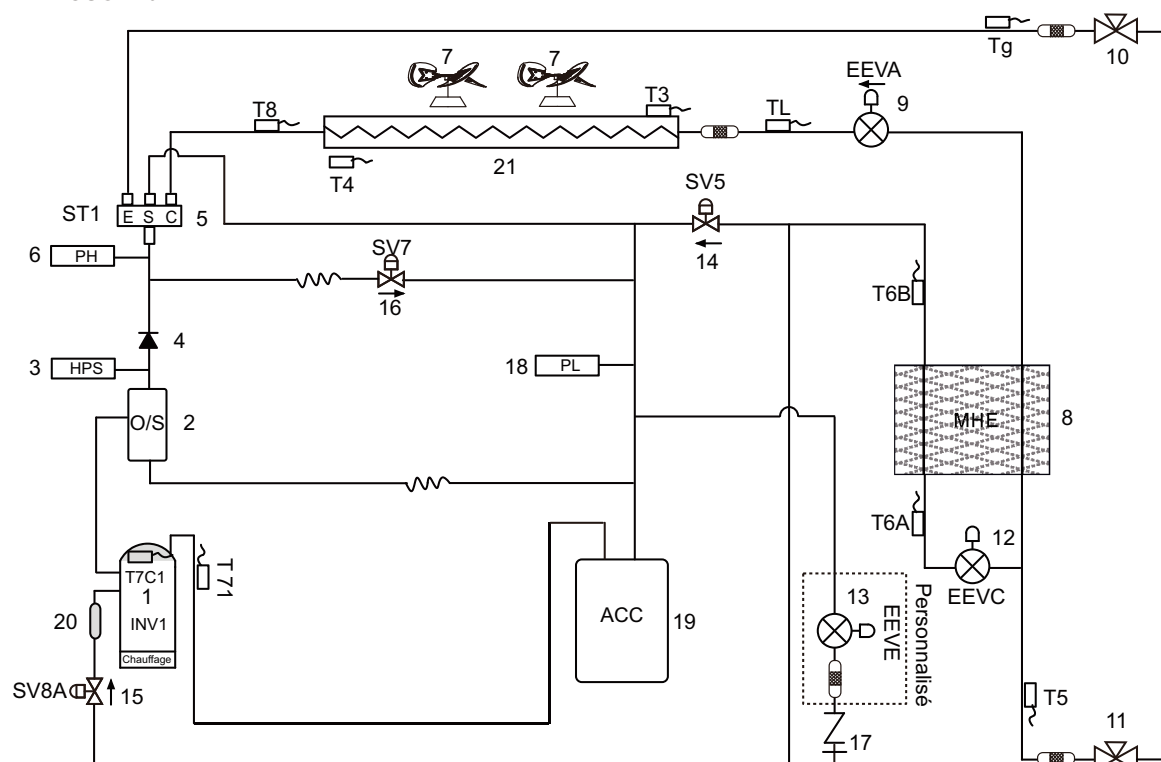 Tg
10
7
7
EEVA
9
T8
T3
TL
T4
21
ST1
E S C
5
SV5
14
6
PH
SV7
16
T6B
4
3
HPS
18
PL
O/S
2
MHE
8
T6A
12
EEVC
T7C1
1
INV1
Chauffage
T 71
20
ACC
19
13
EEVE
Personnalisé
SV8A
15
T5
11
17